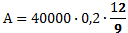 A = 40000 · 0,2 · 12/9